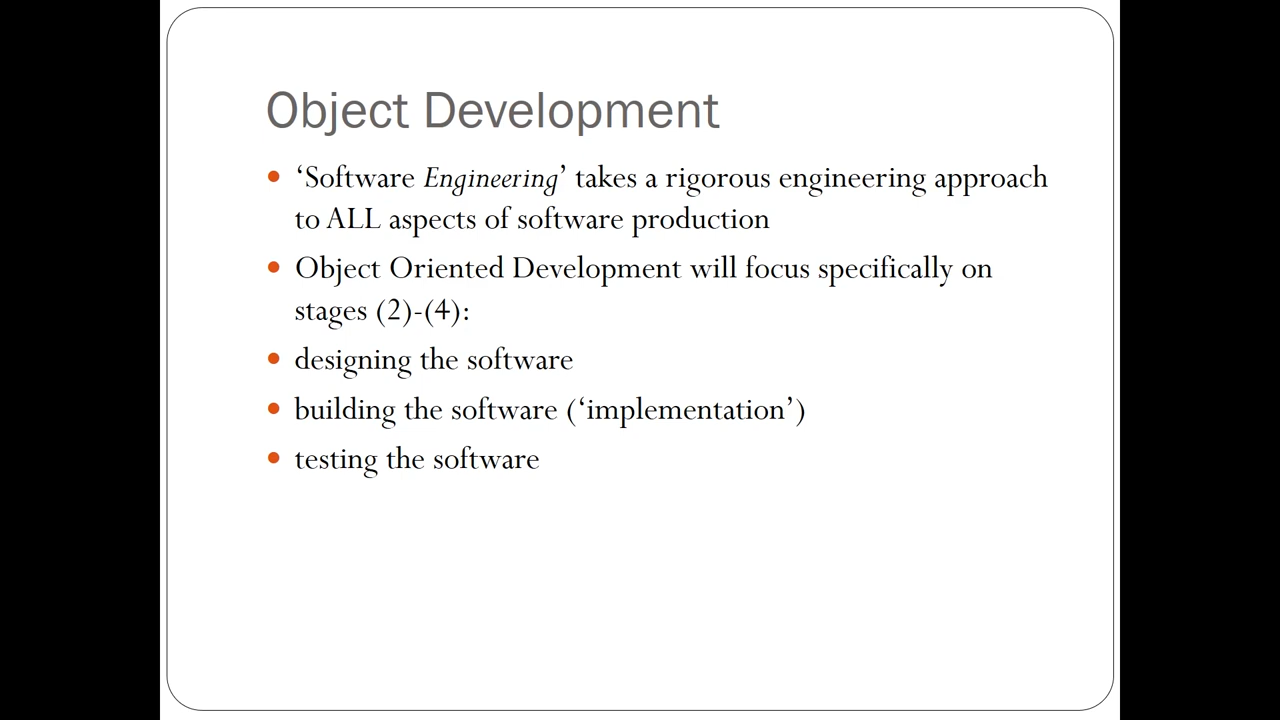 Object Development
‘Software Engineering’ takes a rigorous engineering approach
to ALL aspects of software production
Object Oriented Development will focus specifically on
stages (2)-(4):
designing the software
building the software (‘implementation’)
testing the software